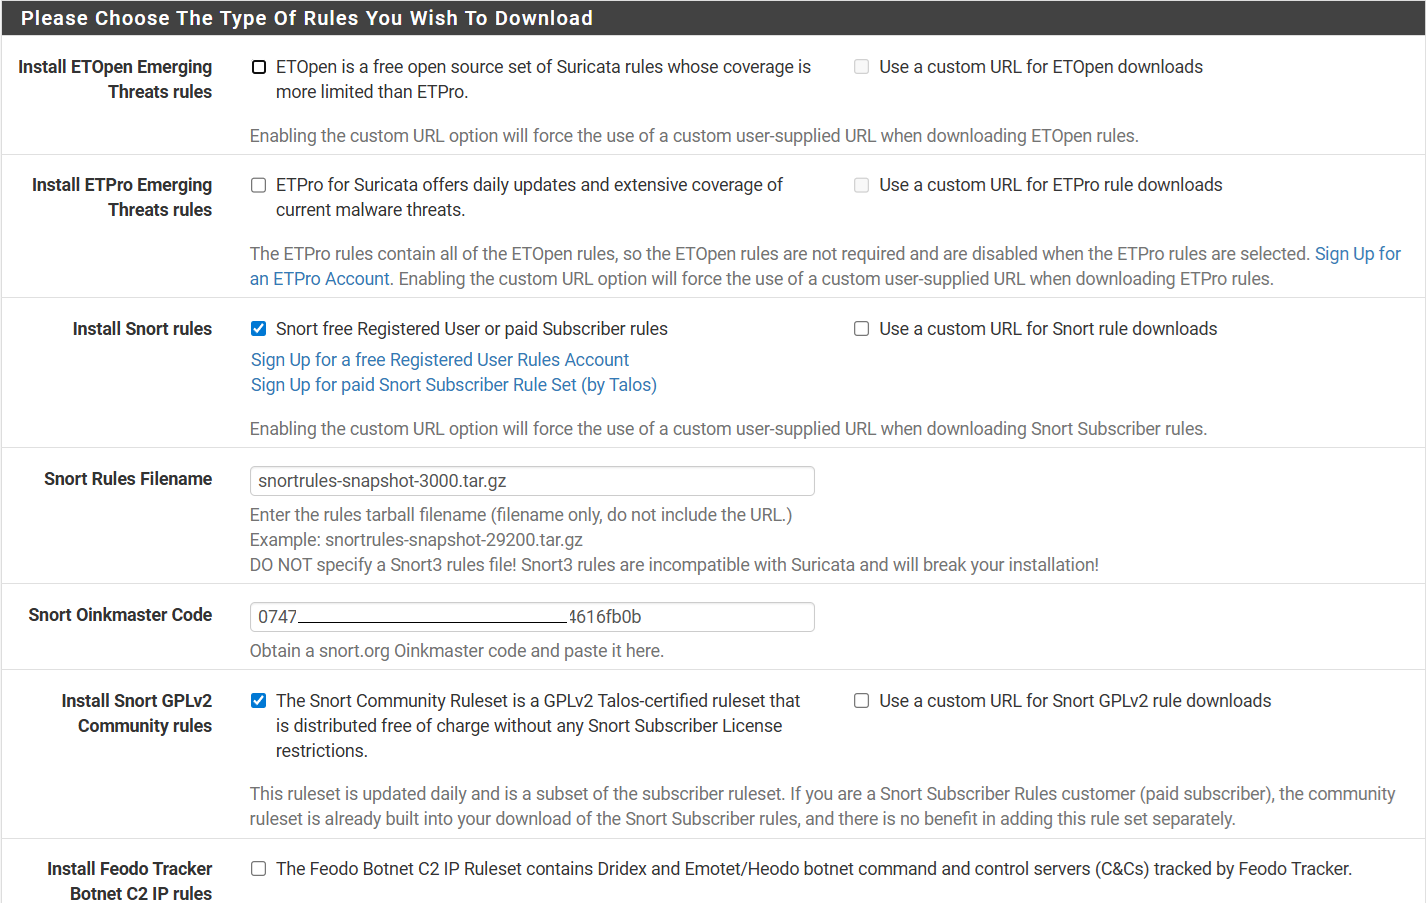 Please Choose The Type Of Rules You Wish To Download
Install ETOpen Emerging
Threats rules
ETOpen is a free open source set of Suricata rules whose coverage is
more limited than ETPro.
Use a custom URL for ETOpen downloads
Enabling the custom URL option will force the use of a custom user-supplied URL when downloading ETOpen rules.
Install ETPro Emerging
Threats rules
ETPro for Suricata offers daily updates and extensive coverage of
current malware threats.
Use a custom URL for ETPro rule downloads
The ETPro rules contain all of the ETOpen rules, so the ETOpen rules are not required and are disabled when the ETPro rules are selected. Sign Up for
an ETPro Account. Enabling the custom URL option will force the use of a custom user-supplied URL when downloading ETPro rules.
Install Snort rules
Snort free Registered User or paid Subscriber rules
Use a custom URL for Snort rule downloads
Sign Up for a free Registered User Rules Account
Sign Up for paid Snort Subscriber Rule Set (by Talos)
Enabling the custom URL option will force the use of a custom user-supplied URL when downloading Snort Subscriber rules.
Snort Rules Filename
snortrules-snapshot-3000.tar.gz
Enter the rules tarball filename (filename only, do not include the URL.)
Example: snortrules-snapshot-29200.tar.gz
DO NOT specify a Snort3 rules file! Snort3 rules are incompatible with Suricata and will break your installation!
Snort Oinkmaster Code
0747 4616fb0b
Obtain a snort.org Oinkmaster code and paste it here.
Install Snort GPLv2
Community rules
The Snort Community Ruleset is a GPLv2 Talos-certified ruleset that
is distributed free of charge without any Snort Subscriber License
restrictions.
Use a custom URL for Snort GPLv2 rule downloads
This ruleset is updated daily and is a subset of the subscriber ruleset. If you are a Snort Subscriber Rules customer (paid subscriber), the community
ruleset is already built into your download of the Snort Subscriber rules, and there is no benefit in adding this rule set separately.
Install Feodo Tracker
Botnet C2 IP rules
The Feodo Botnet C2 IP Ruleset contains Dridex and Emotet/Heodo botnet command and control servers (C&Cs) tracked by Feodo Tracker.